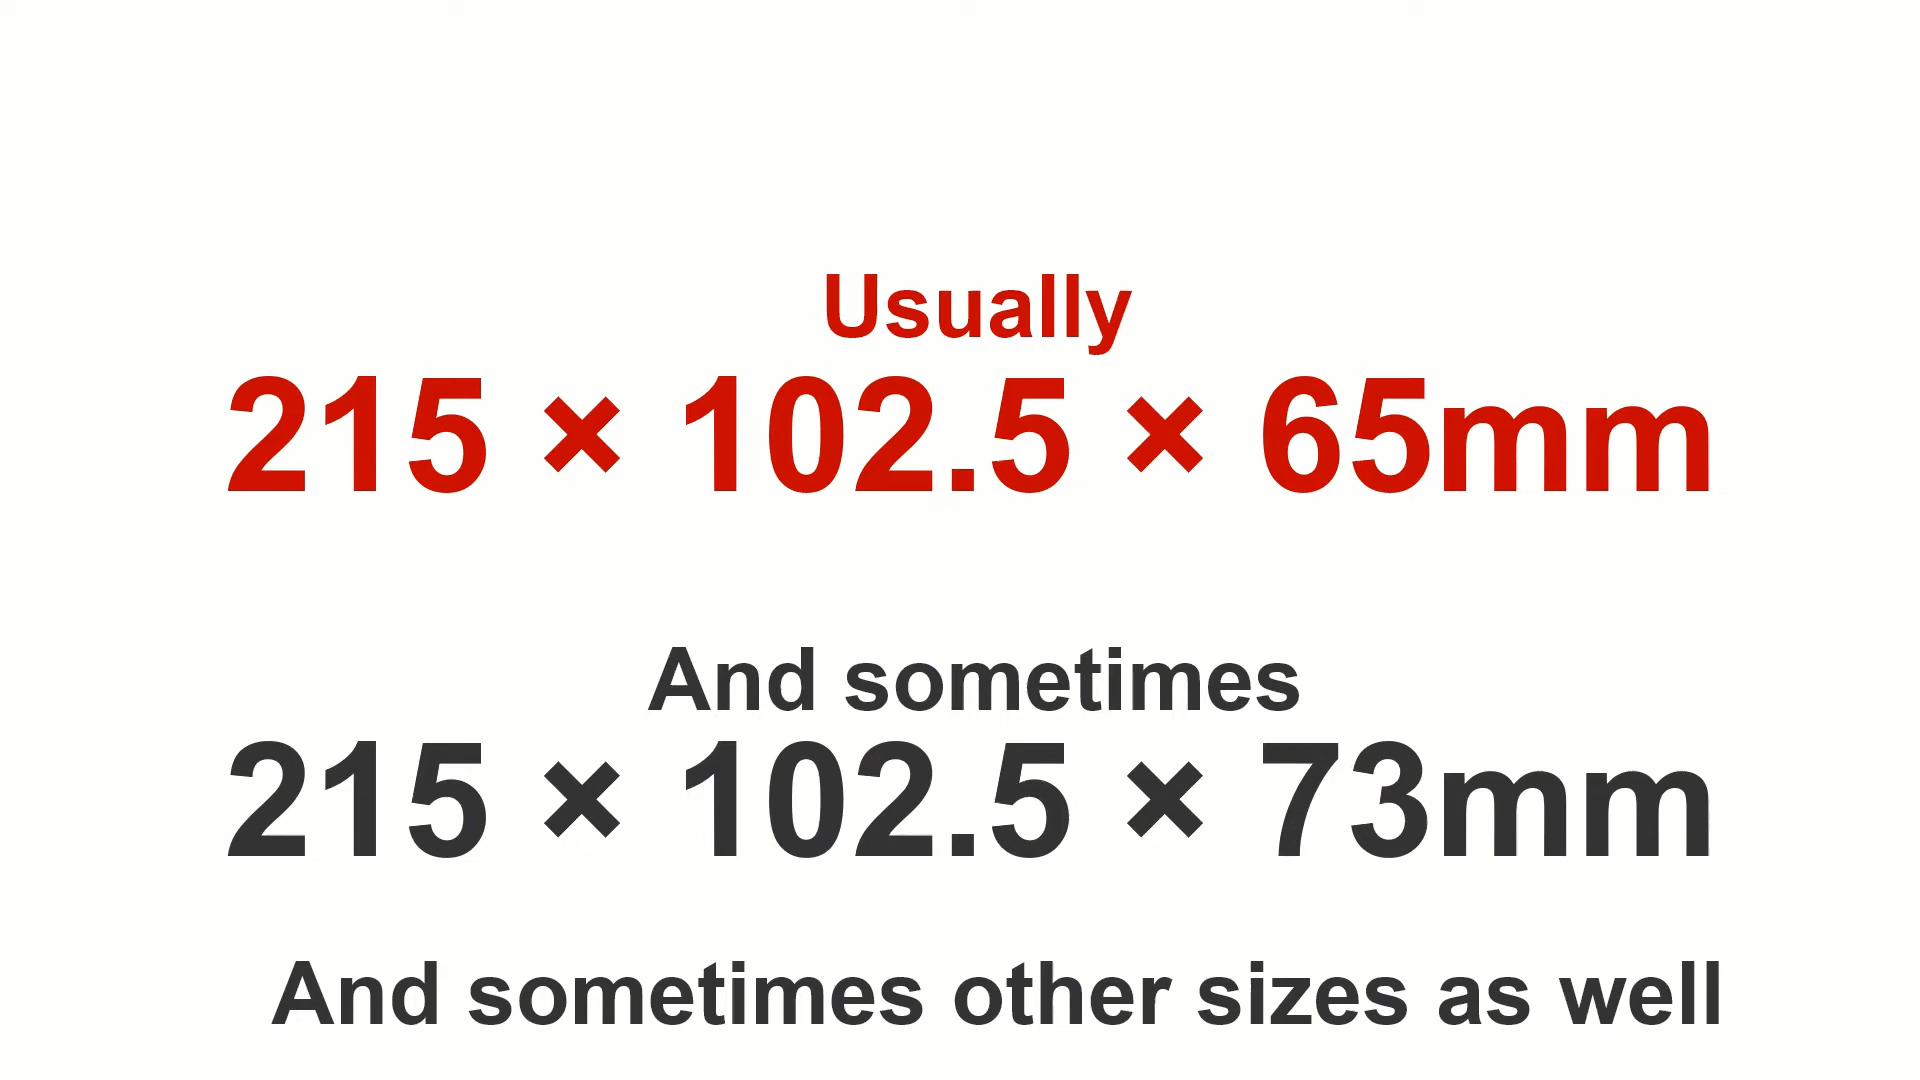 Usually
215 × 102.5 × 65mm
And sometimes
215 × 102.5 × 73mm
And sometimes other sizes as well